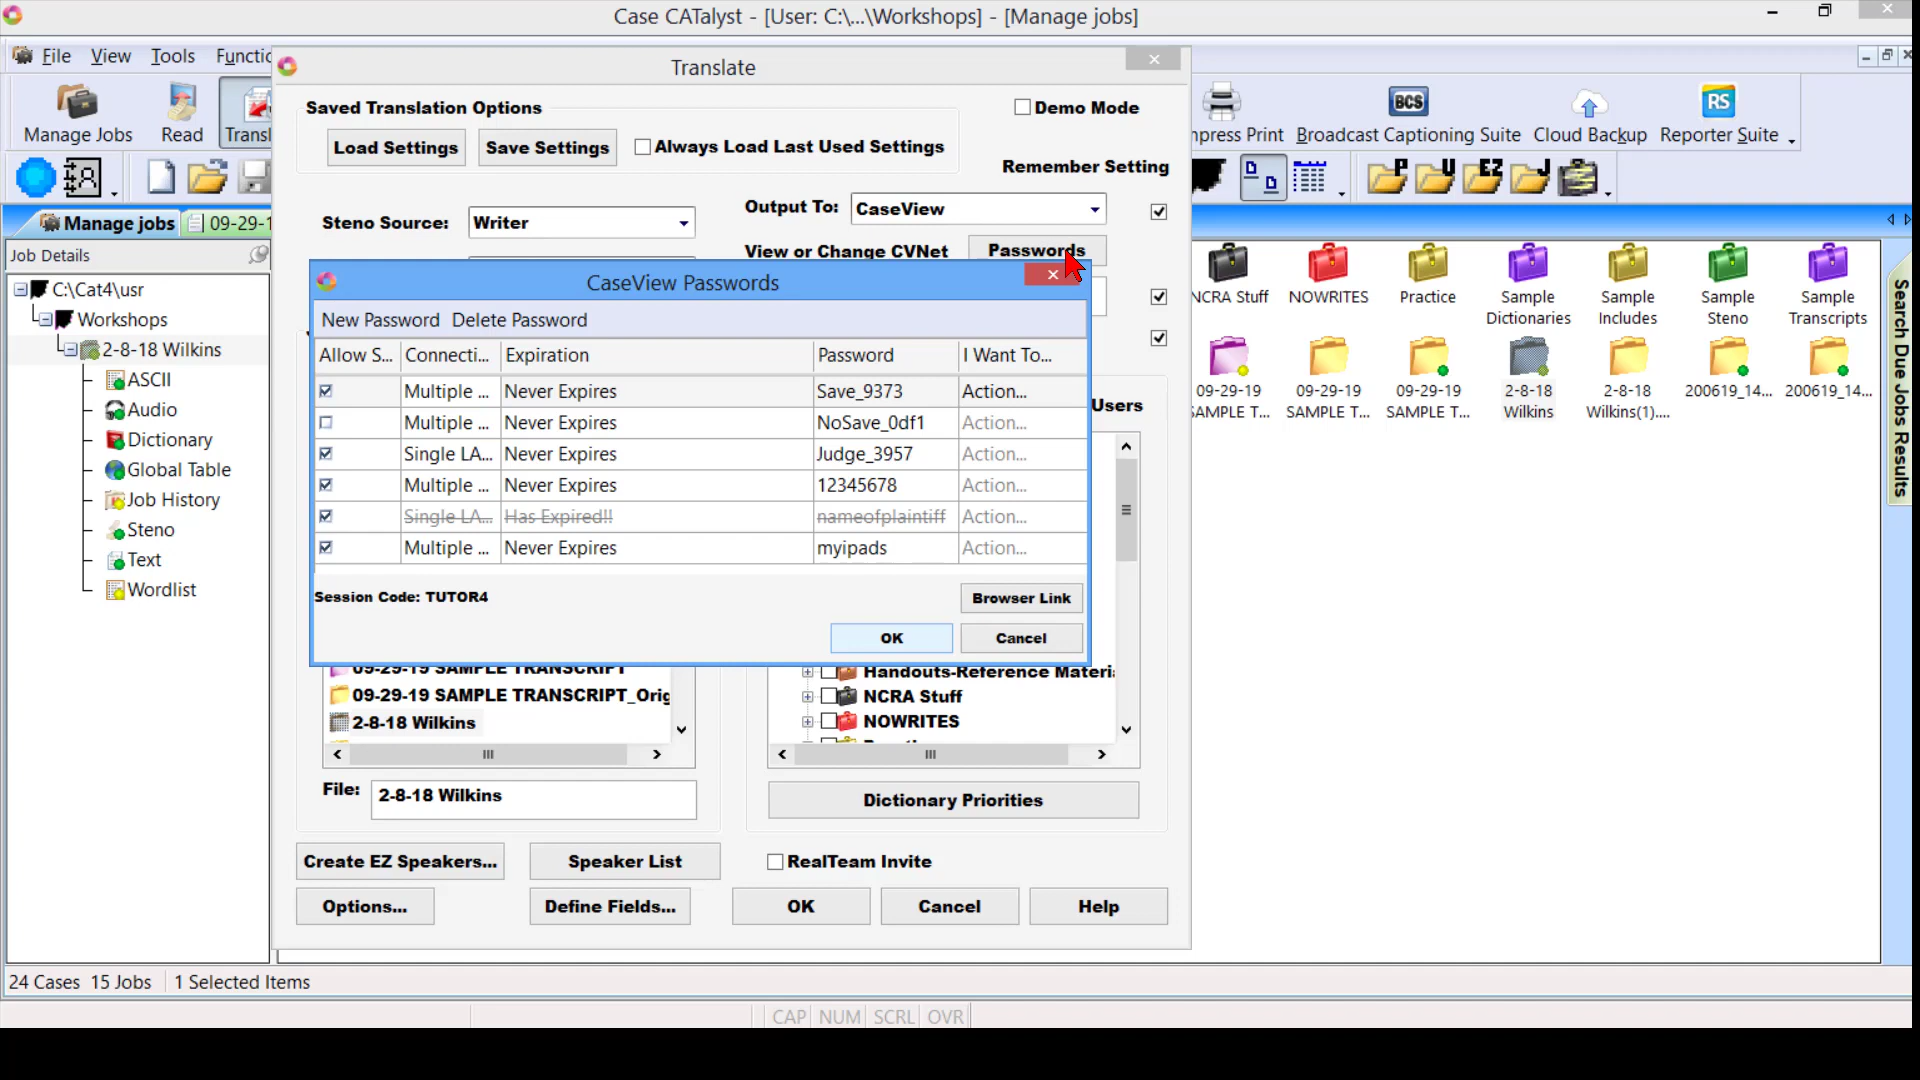 Case CATalyst - [User: C:\...\Workshops] - [Manage jobs]
File View Tools Functio
Manage Jobs Read Transl
mpress Print Broadcast Captioning Suite Cloud Backup Reporter Suite
Manage jobs 09-29-1
Job Details
C:\Cat4\usr
Workshops
2-8-18 Wilkins
ASCII
Audio
Dictionary
Global Table
Job History
Steno
Text
Wordlist
Translate
Saved Translation Options
Load Settings Save Settings Always Load Last Used Settings
Demo Mode
Remember Setting
Steno Source: Writer
Output To: CaseView
View or Change CVNet Passwords
CaseView Passwords
New Password Delete Password
Allow S... Connecti... Expiration Password I Want To...
Multiple ... Never Expires Save_9373 Action...
Multiple ... Never Expires NoSave_0df1 Action...
Single LA... Never Expires Judge_3957 Action...
Multiple ... Never Expires 12345678 Action...
Single LA... Has Expired!! nameofplaintiff Action...
Multiple ... Never Expires myipads Action...
Session Code: TUTOR4
Browser Link
OK Cancel
Users
09-29-19 SAMPLE TRANSCRIPT
09-29-19 SAMPLE TRANSCRIPT_Orig
2-8-18 Wilkins
Handouts-Reference Materi
NCRA Stuff
NOWRITES
File: 2-8-18 Wilkins
Dictionary Priorities
Create EZ Speakers... Speaker List RealTeam Invite
Options... Define Fields... OK Cancel Help
BCS
RS
P U EZ J
NCRA Stuff
NOWRITES
Practice
Sample
Dictionaries
Sample
Includes
Sample
Steno
Sample
Transcripts
09-29-19
SAMPLE T...
09-29-19
SAMPLE T...
09-29-19
SAMPLE T...
2-8-18
Wilkins
2-8-18
Wilkins(1)....
200619_14...
200619_14...
Search Due Jobs Results
24 Cases 15 Jobs 1 Selected Items
CAP NUM SCRL OVR